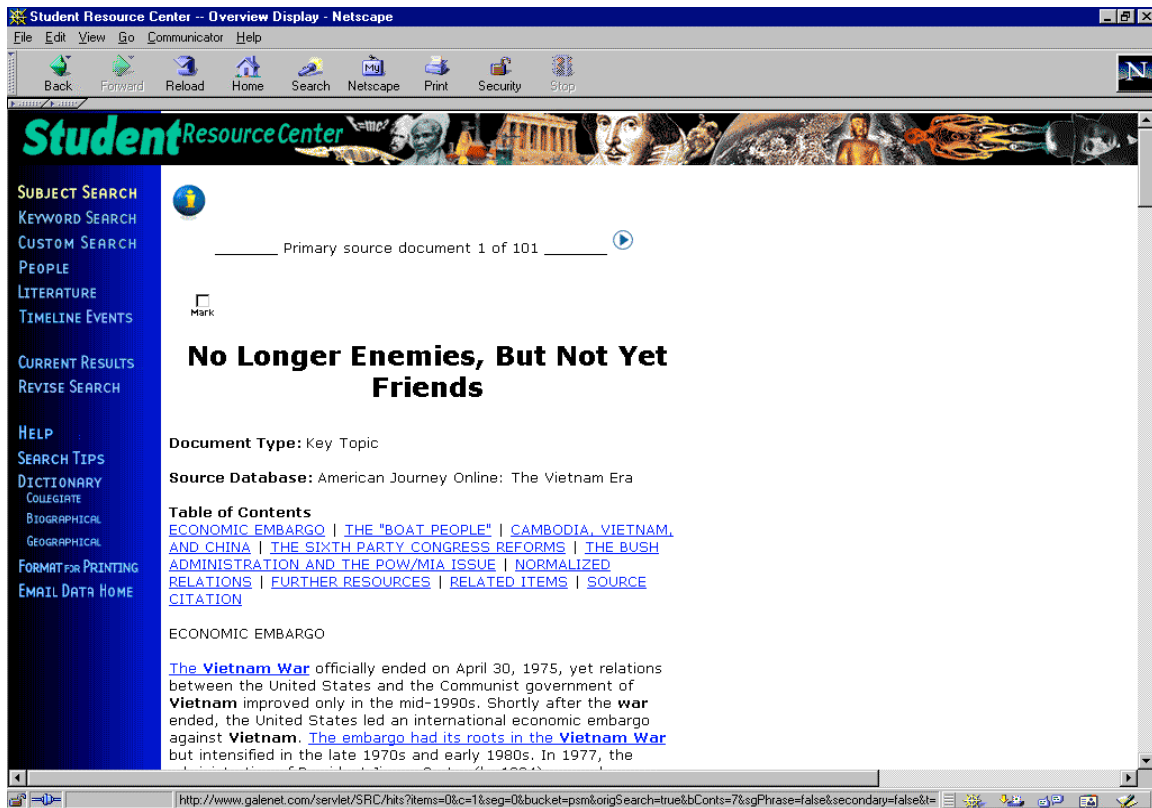 Student Resource Center -- Overview Display - Netscape
File Edit View Go Communicator Help
Back Forward Reload Home Search Netscape Print Security Stop
My
N
Student Resource Center E=mc²
SUBJECT SEARCH
KEYWORD SEARCH
CUSTOM SEARCH
PEOPLE
LITERATURE
TIMELINE EVENTS
CURRENT RESULTS
REVISE SEARCH
HELP
SEARCH TIPS
DICTIONARY
COLLEGIATE
BIOGRAPHICAL
GEOGRAPHICAL
FORMAT FOR PRINTING
EMAIL DATA HOME
Primary source document 1 of 101
Mark
No Longer Enemies, But Not Yet
Friends
Document Type: Key Topic
Source Database: American Journey Online: The Vietnam Era
Table of Contents
ECONOMIC EMBARGO | THE "BOAT PEOPLE" | CAMBODIA, VIETNAM,
AND CHINA | THE SIXTH PARTY CONGRESS REFORMS | THE BUSH
ADMINISTRATION AND THE POW/MIA ISSUE | NORMALIZED
RELATIONS | FURTHER RESOURCES | RELATED ITEMS | SOURCE
CITATION
ECONOMIC EMBARGO
The Vietnam War officially ended on April 30, 1975, yet relations
between the United States and the Communist government of
Vietnam improved only in the mid-1990s. Shortly after the war
ended, the United States led an international economic embargo
against Vietnam. The embargo had its roots in the Vietnam War
but intensified in the late 1970s and early 1980s. In 1977, the
http://www.galenet.com/servlet/SRC/hits?items=0&c=1&seg=0&bucket=psm&origSearch=true&bConts=7&sgPhrase=false&secondary=false&t=